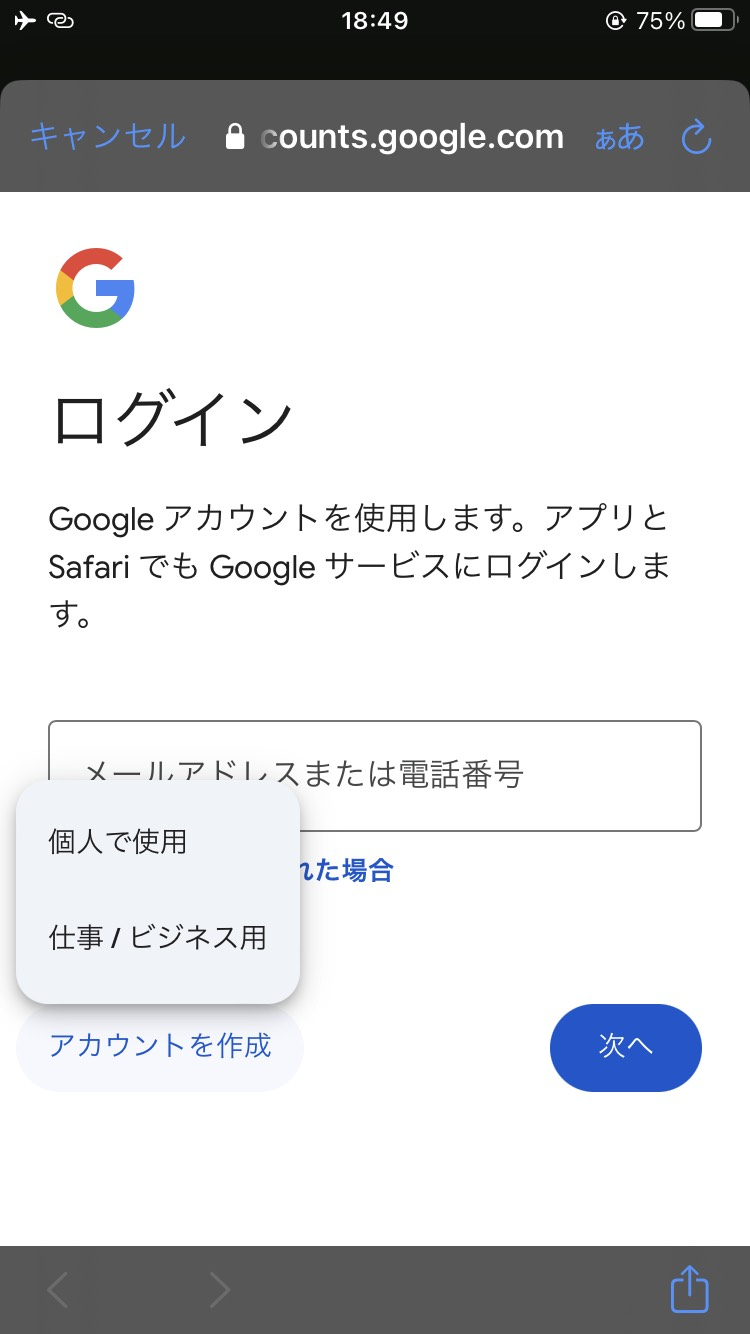 18:49
75%
キャンセル
counts.google.com
ああ
ログイン
Google アカウントを使用します。アプリと
Safari でも Google サービスにログインしま
す。
メールアドレスまたは電話番号
れた場合
個人で使用
仕事 / ビジネス用
アカウントを作成
次へ